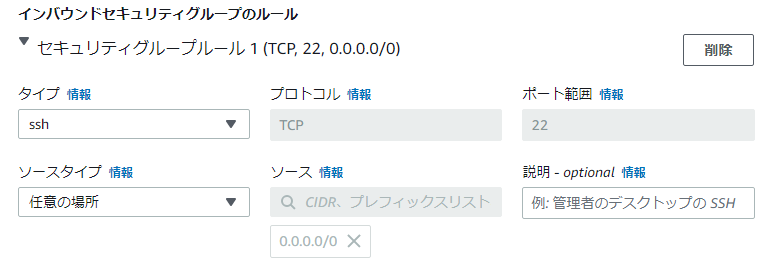 インバウンドセキュリティグループのルール
セキュリティグループルール 1 (TCP, 22, 0.0.0.0/0)
削除
タイプ 情報
プロトコル 情報
ポート範囲 情報
ssh
TCP
22
ソースタイプ 情報
ソース 情報
説明 - optional 情報
任意の場所
CIDR、プレフィックスリスト
例: 管理者のデスクトップの SSH
0.0.0.0/0